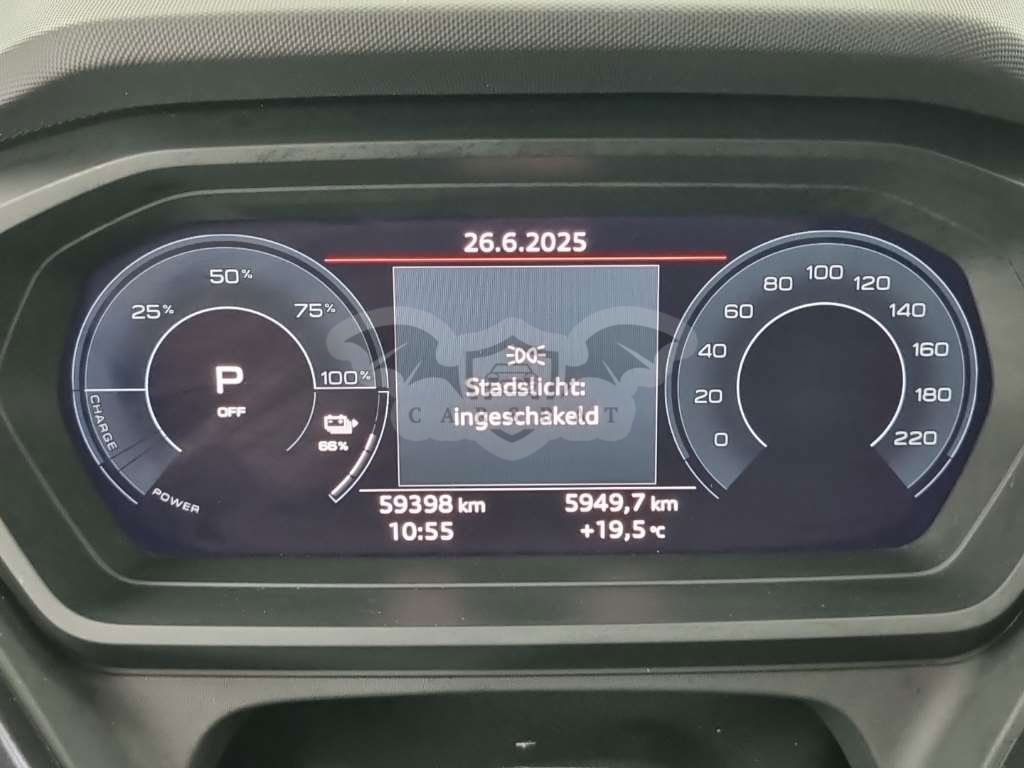 26.6.2025
50%
25%
75%
100%
P
OFF
66%
CHARGE
POWER
Stadslicht:
ingeschakeld
100
80
120
60
140
40
160
20
180
0
220
59398 km
5949,7 km
10:55
+19,5 °C